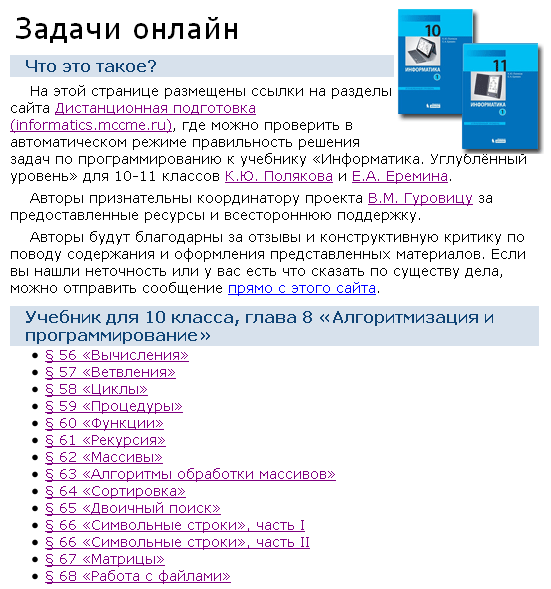 Задачи онлайн
10
ИНФОРМАТИКА
11
ИНФОРМАТИКА
Что это такое?
На этой странице размещены ссылки на разделы
сайта Дистанционная подготовка
(informatics.mccme.ru), где можно проверить в
автоматическом режиме правильность решения
задач по программированию к учебнику «Информатика. Углублённый
уровень» для 10-11 классов К.Ю. Полякова и Е.А. Еремина.
Авторы признательны координатору проекта В.М. Гуровицу за
предоставленные ресурсы и всестороннюю поддержку.
Авторы будут благодарны за отзывы и конструктивную критику по
поводу содержания и оформления представленных материалов. Если
вы нашли неточность или у вас есть что сказать по существу дела,
можно отправить сообщение прямо с этого сайта.
Учебник для 10 класса, глава 8 «Алгоритмизация и
программирование»
§ 56 «Вычисления»
§ 57 «Ветвления»
§ 58 «Циклы»
§ 59 «Процедуры»
§ 60 «Функции»
§ 61 «Рекурсия»
§ 62 «Массивы»
§ 63 «Алгоритмы обработки массивов»
§ 64 «Сортировка»
§ 65 «Двоичный поиск»
§ 66 «Символьные строки», часть I
§ 66 «Символьные строки», часть II
§ 67 «Матрицы»
§ 68 «Работа с файлами»